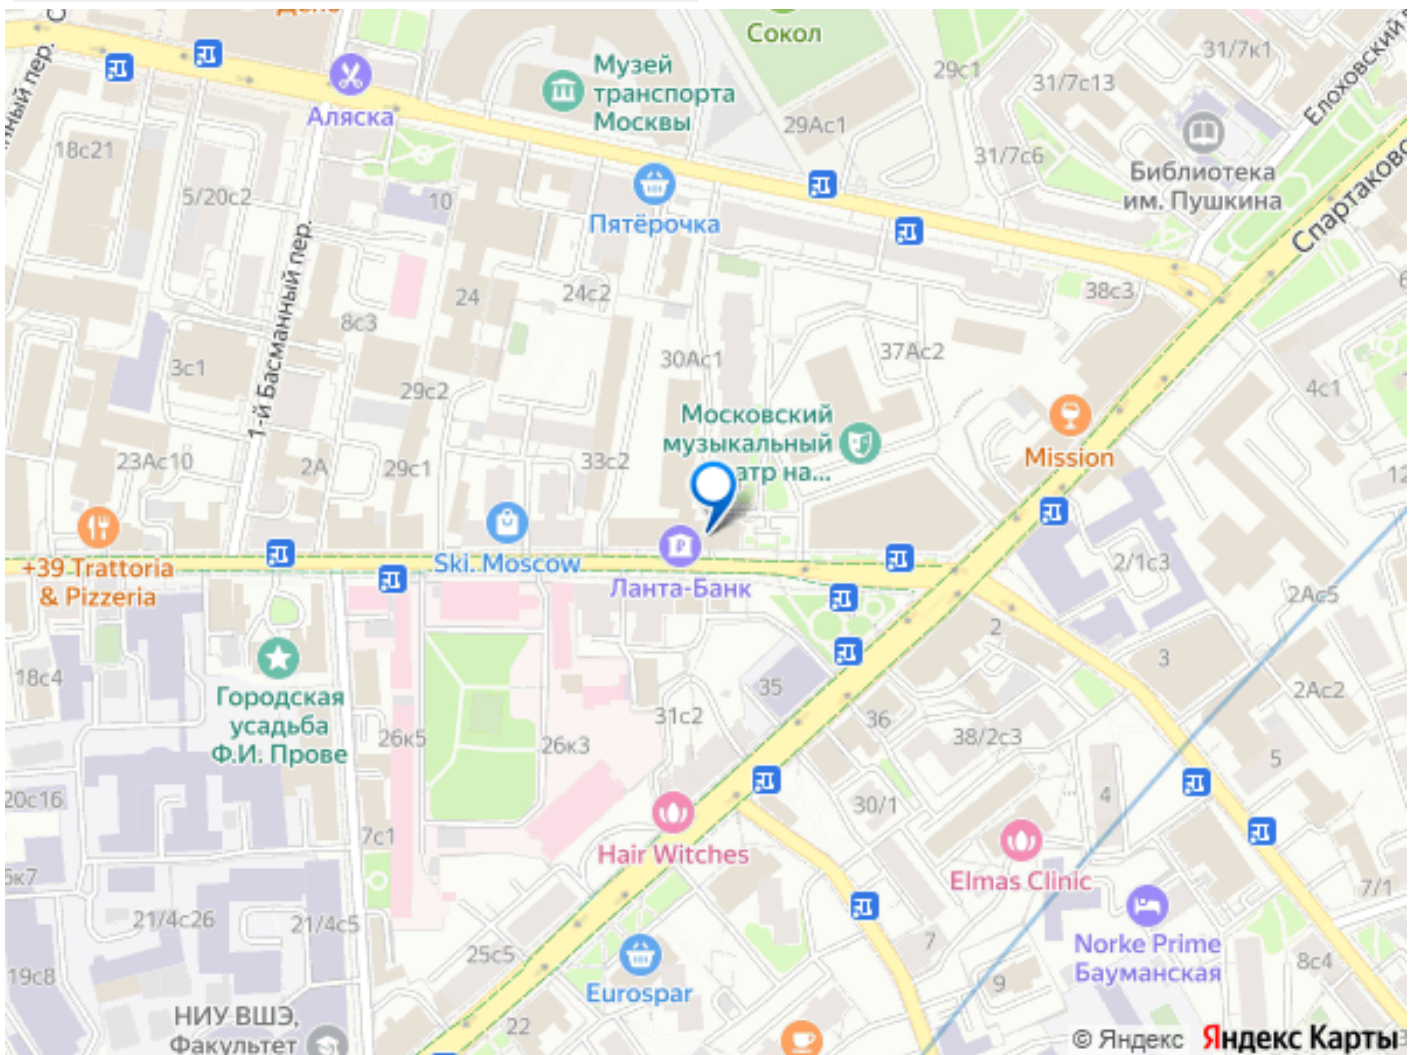 Депо
Сокол
31/7к1
Елоховский
Музей
транспорта
Москвы
29с1
31/7с13
Аляска
29Ас1
18с21
31/7с6
Библиотека
им. Пушкина
5/20с2
10
Пятёрочка
Спартаковс
1-й Басманный пер.
24
24с2
38с3
8с3
3с1
30Ас1
37Ас2
29с2
4с1
Московский
музыкальный
атр на...
Mission
23Ас10
2А
29с1
33с2
12
+39 Trattoria
& Pizzeria
Ski. Moscow
Ланта-Банк
2/1с3
2Ас5
2
3
18с4
Городская
усадьба
Ф.И. Прове
35
2Ас2
31с2
36
26к5
26к3
38/2с3
5
20с16
30/1
4
7с1
Hair Witches
Elmas Clinic
5к7
7/1
21/4с26
21/4с5
Norke Prime
Бауманская
7
25с5
8с4
19с8
Eurospar
9
НИУ ВШЭ,
Факультет
22
© Яндекс Яндекс Карты